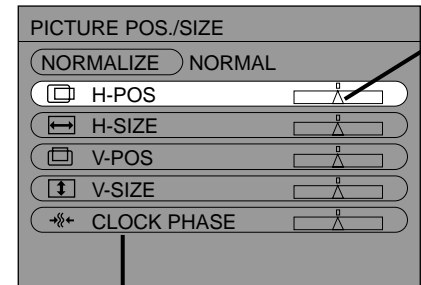 PICTURE POS./SIZE
NORMALIZE NORMAL
H-POS
H-SIZE
V-POS
V-SIZE
CLOCK PHASE